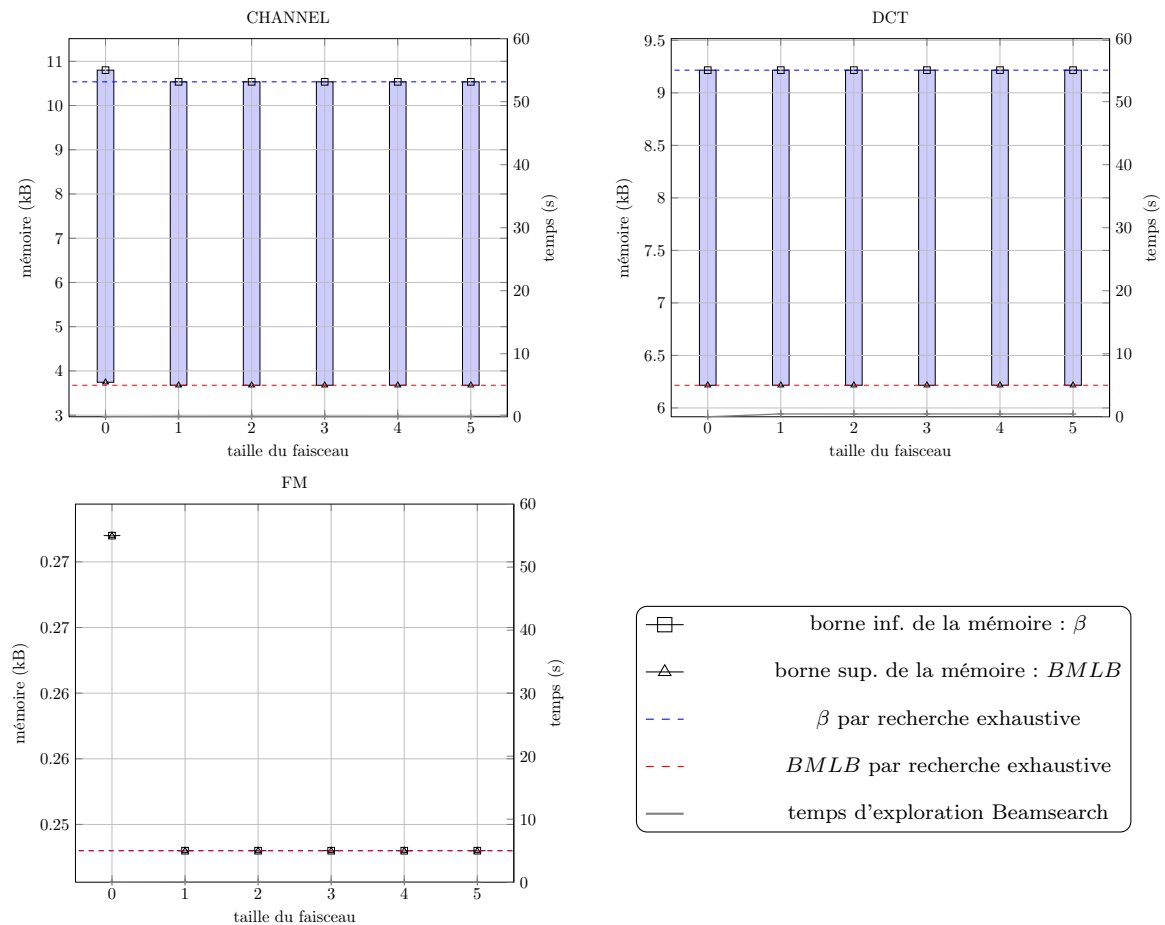 CHANNEL
11
10
9
8
7
6
5
4
3
mémoire (kB)
60
50
40
30
20
10
0
temps (s)
0 1 2 3 4 5
taille du faisceau
DCT
9.5
9
8.5
8
7.5
7
6.5
6
mémoire (kB)
60
50
40
30
20
10
0
temps (s)
0 1 2 3 4 5
taille du faisceau
FM
0.27
0.27
0.26
0.26
0.25
mémoire (kB)
60
50
40
30
20
10
0
temps (s)
0 1 2 3 4 5
taille du faisceau
borne inf. de la mémoire : β
borne sup. de la mémoire : BMLB
β par recherche exhaustive
BMLB par recherche exhaustive
temps d'exploration Beamsearch